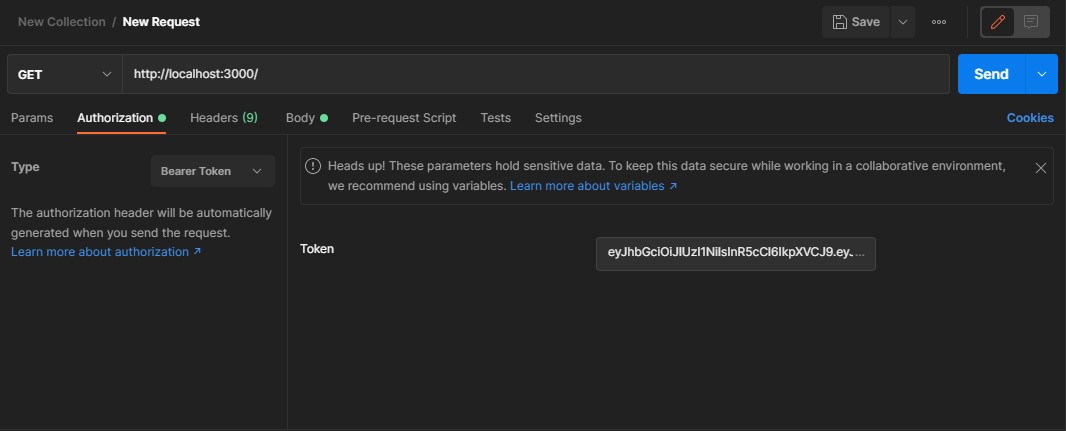 New Collection / New Request
Save
GET
http://localhost:3000/
Send
Params
Authorization
Headers (9)
Body
Pre-request Script
Tests
Settings
Cookies
Type
Bearer Token
The authorization header will be automatically
generated when you send the request.
Learn more about authorization ↗
Heads up! These parameters hold sensitive data. To keep this data secure while working in a collaborative environment,
we recommend using variables. Learn more about variables ↗
Token
eyJhbGciOiJIUzI1NiIsInR5cCI6IkpXVCJ9.ey...